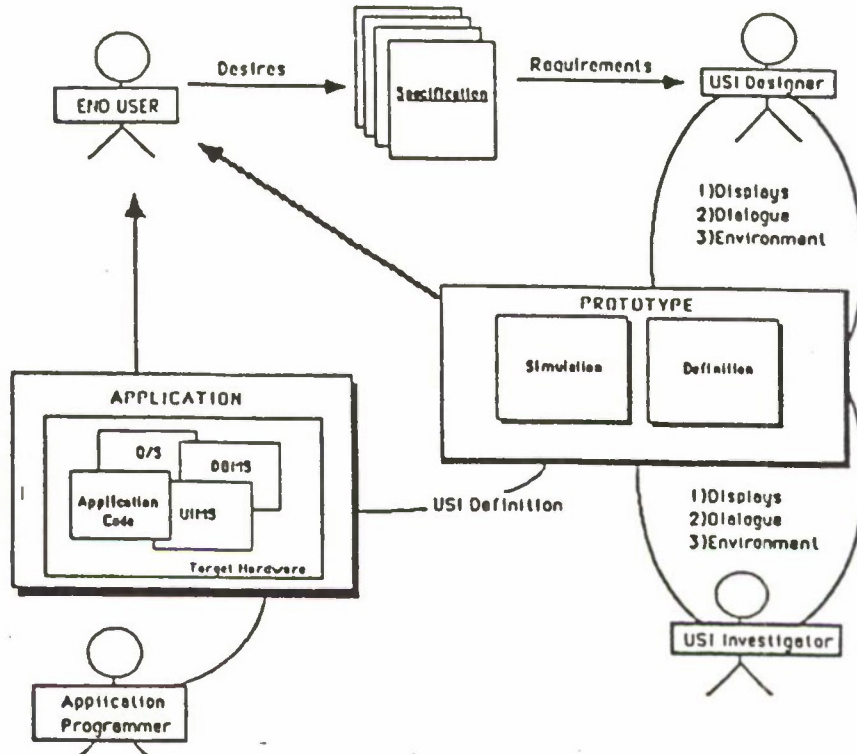 Desires
Requirements
END USER
Specification
USI Designer
1)Displays
2)Dialogue
3)Environment
PROTOTYPE
Simulation
Definition
APPLICATION
O/S
DBMS
Application
Code
UIMS
Target Hardware
USI Definition
1)Displays
2)Dialogue
3)Environment
USI Investigator
Application
Programmer